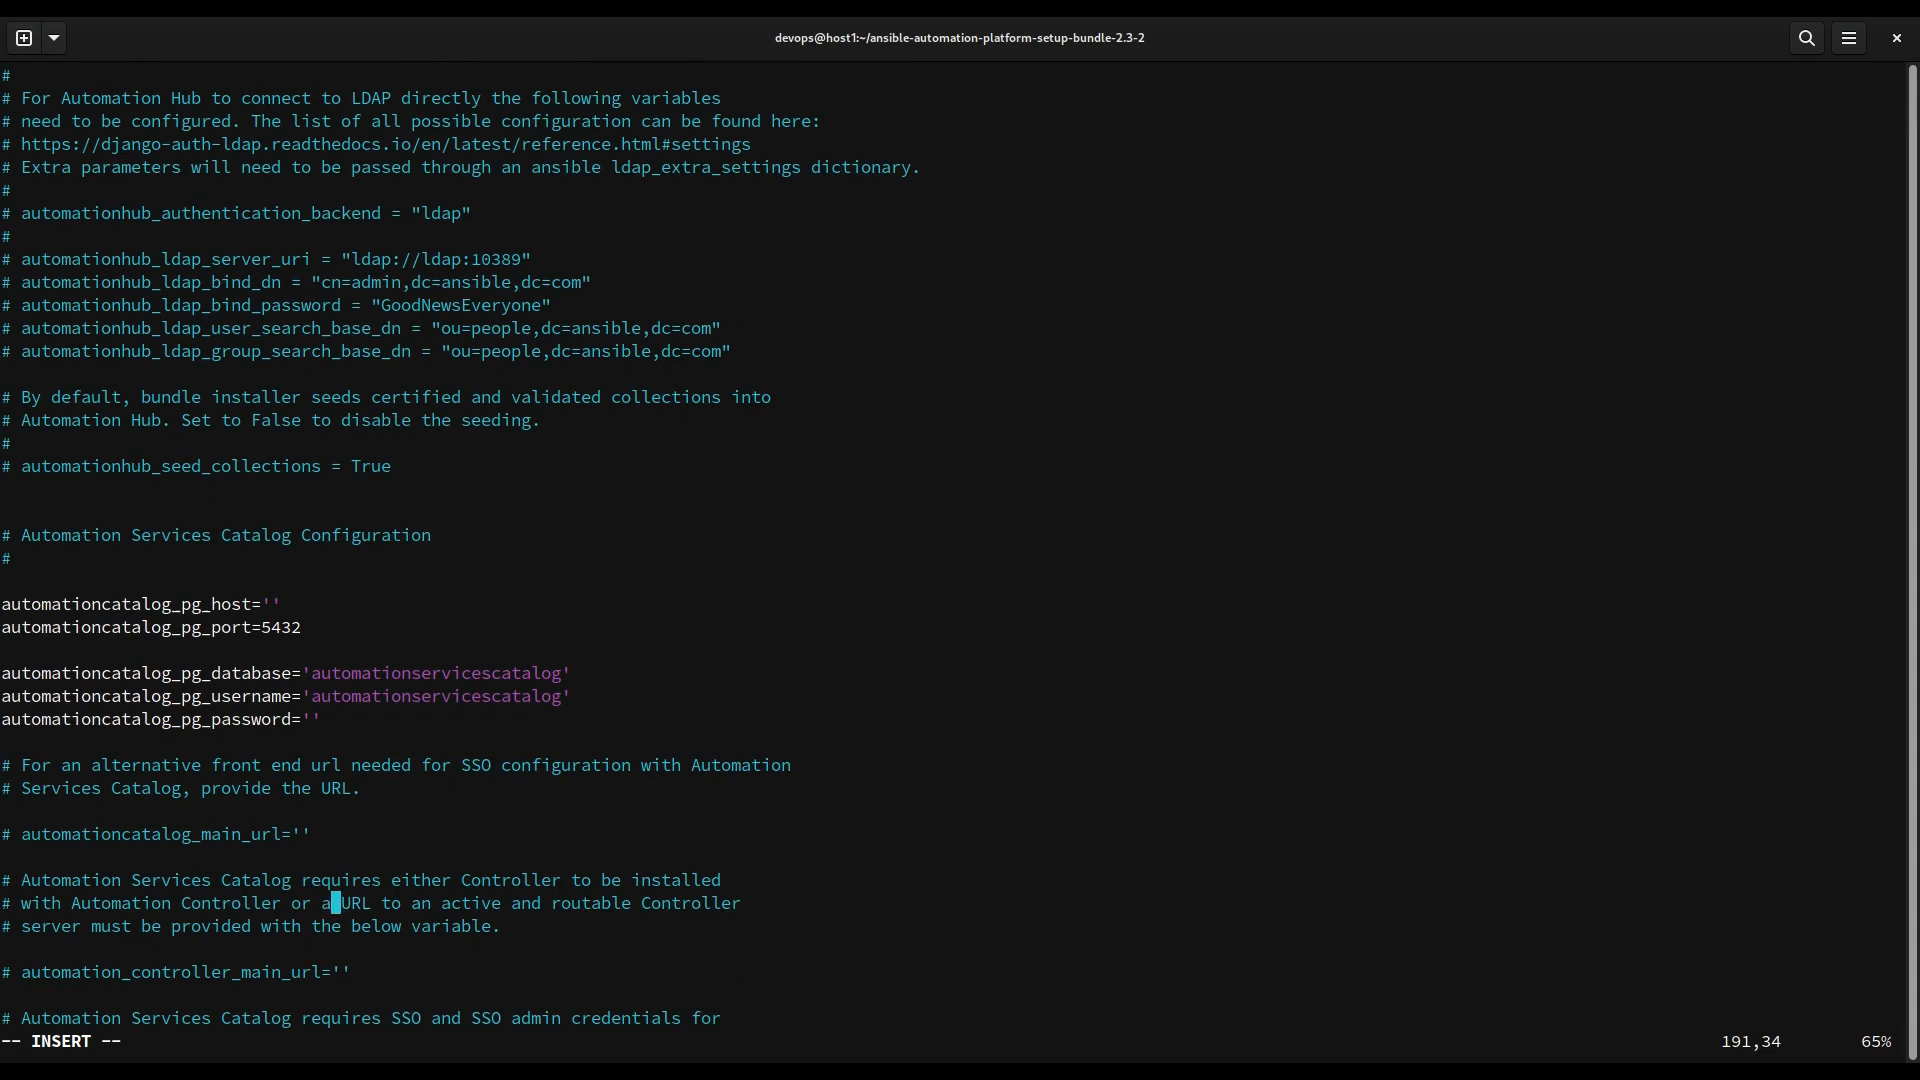 devops@host1:~/ansible-automation-platform-setup-bundle-2.3-2
#
# For Automation Hub to connect to LDAP directly the following variables
# need to be configured. The list of all possible configuration can be found here:
# https://django-auth-ldap.readthedocs.io/en/latest/reference.html#settings
# Extra parameters will need to be passed through an ansible ldap_extra_settings dictionary.
#
# automationhub_authentication_backend = "ldap"
#
# automationhub_ldap_server_uri = "ldap://ldap:10389"
# automationhub_ldap_bind_dn = "cn=admin,dc=ansible,dc=com"
# automationhub_ldap_bind_password = "GoodNewsEveryone"
# automationhub_ldap_user_search_base_dn = "ou=people,dc=ansible,dc=com"
# automationhub_ldap_group_search_base_dn = "ou=people,dc=ansible,dc=com"
# By default, bundle installer seeds certified and validated collections into
# Automation Hub. Set to False to disable the seeding.
#
# automationhub_seed_collections = True
# Automation Services Catalog Configuration
#
automationcatalog_pg_host=''
automationcatalog_pg_port=5432
automationcatalog_pg_database='automationservicescatalog'
automationcatalog_pg_username='automationservicescatalog'
automationcatalog_pg_password=''
# For an alternative front end url needed for SSO configuration with Automation
# Services Catalog, provide the URL.
# automationcatalog_main_url=''
# Automation Services Catalog requires either Controller to be installed
# with Automation Controller or a URL to an active and routable Controller
# server must be provided with the below variable.
# automation_controller_main_url=''
# Automation Services Catalog requires SSO and SSO admin credentials for
-- INSERT -- 191,34 65%